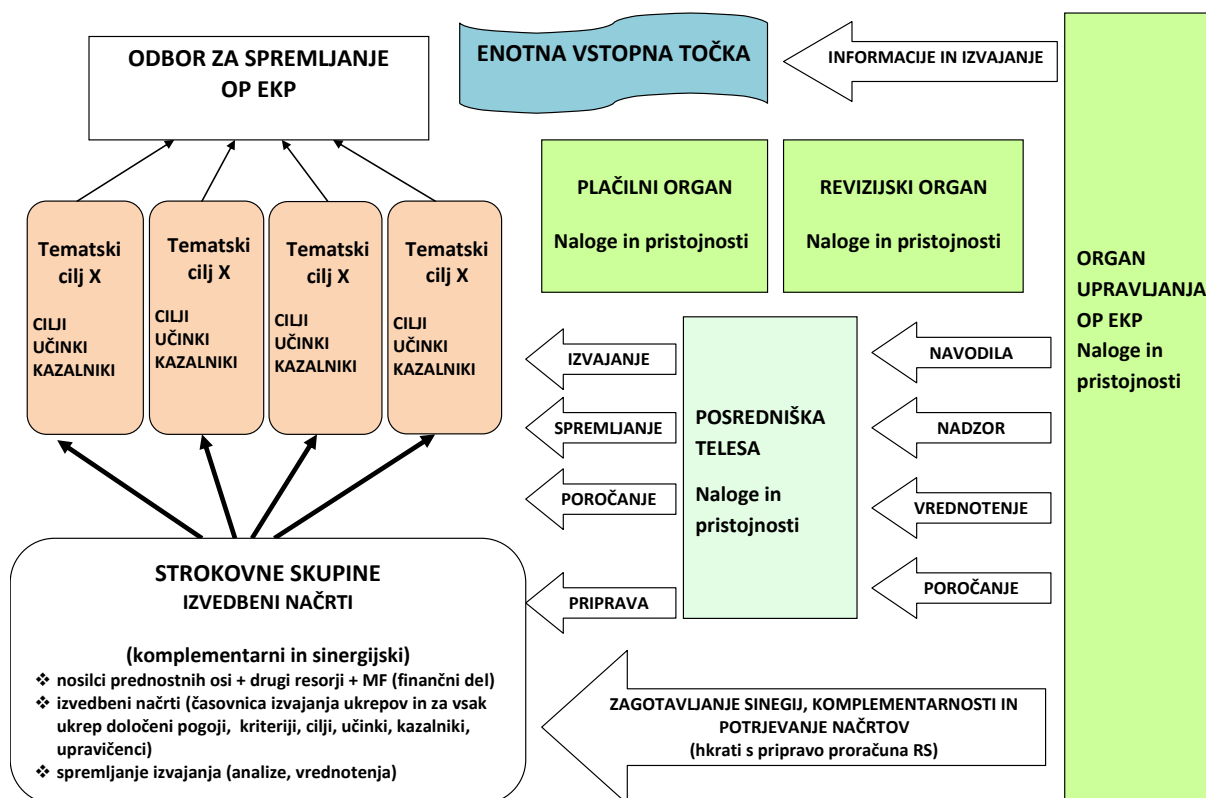 ODBOR ZA SPREMLJANJE
OP EKP
ENOTNA VSTOPNA TOČKA
INFORMACIJE IN IZVAJANJE
PLAČILNI ORGAN
Naloge in pristojnosti
REVIZIJSKI ORGAN
Naloge in pristojnosti
ORGAN
UPRAVLJANJA
OP EKP
Naloge in
pristojnosti
Tematski
cilj X
CILJI
UČINKI
KAZALNIKI
Tematski
cilj X
CILJI
UČINKI
KAZALNIKI
Tematski
cilj X
CILJI
UČINKI
KAZALNIKI
Tematski
cilj X
CILJI
UČINKI
KAZALNIKI
IZVAJANJE
SPREMLJANJE
POROČANJE
PRIPRAVA
POSREDNIŠKA
TELESA
Naloge in
pristojnosti
NAVODILA
NADZOR
VREDNOTENJE
POROČANJE
STROKOVNE SKUPINE
IZVEDBENI NAČRTI
(komplementarni in sinergijski)
❖ nosilci prednostnih osi + drugi resorji + MF (finančni del)
❖ izvedbeni načrti (časovnica izvajanja ukrepov in za vsak
ukrep določeni pogoji, kriteriji, cilji, učinki, kazalniki,
upravičenci)
❖ spremljanje izvajanja (analize, vrednotenja)
ZAGOTAVLJANJE SINEGIJ, KOMPLEMENTARNOSTI IN
POTRJEVANJE NAČRTOV
(hkrati s pripravo proračuna RS)